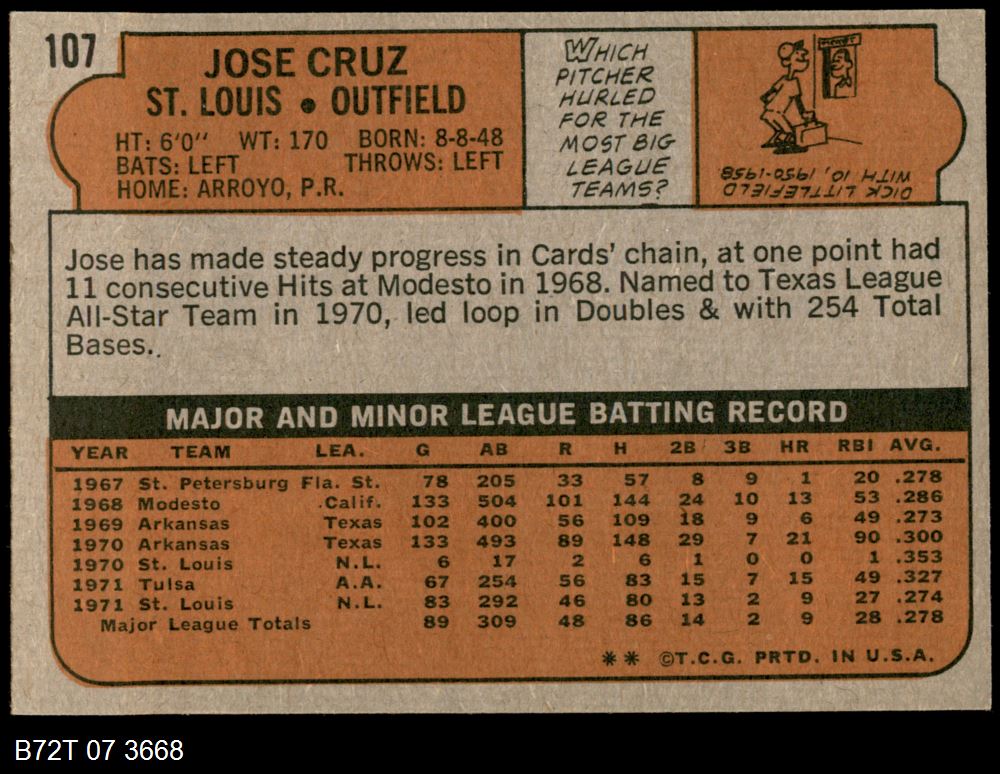 107
JOSE CRUZ
ST. LOUIS • OUTFIELD
HT: 6'0" WT: 170 BORN: 8-8-48
BATS: LEFT THROWS: LEFT
HOME: ARROYO, P.R.
WHICH
PITCHER
HURLED
FOR THE
MOST BIG
LEAGUE
TEAMS?
TICKET
DICK LITTLEFIELD
WITH 10, 1950-1958
Jose has made steady progress in Cards' chain, at one point had
11 consecutive Hits at Modesto in 1968. Named to Texas League
All-Star Team in 1970, led loop in Doubles & with 254 Total
Bases..
MAJOR AND MINOR LEAGUE BATTING RECORD
YEAR TEAM LEA. G AB R H 2B 3B HR RBI AVG.
1967 St. Petersburg Fla. St. 78 205 33 57 8 9 1 20 .278
1968 Modesto Calif. 133 504 101 144 24 10 13 53 .286
1969 Arkansas Texas 102 400 56 109 18 9 6 49 .273
1970 Arkansas Texas 133 493 89 148 29 7 21 90 .300
1970 St. Louis N.L. 6 17 2 6 1 0 0 1 .353
1971 Tulsa A.A. 67 254 56 83 15 7 15 49 .327
1971 St. Louis N.L. 83 292 46 80 13 2 9 27 .274
Major League Totals 89 309 48 86 14 2 9 28 .278
** ©T.C.G. PRTD. IN U.S.A.
B72T 07 3668